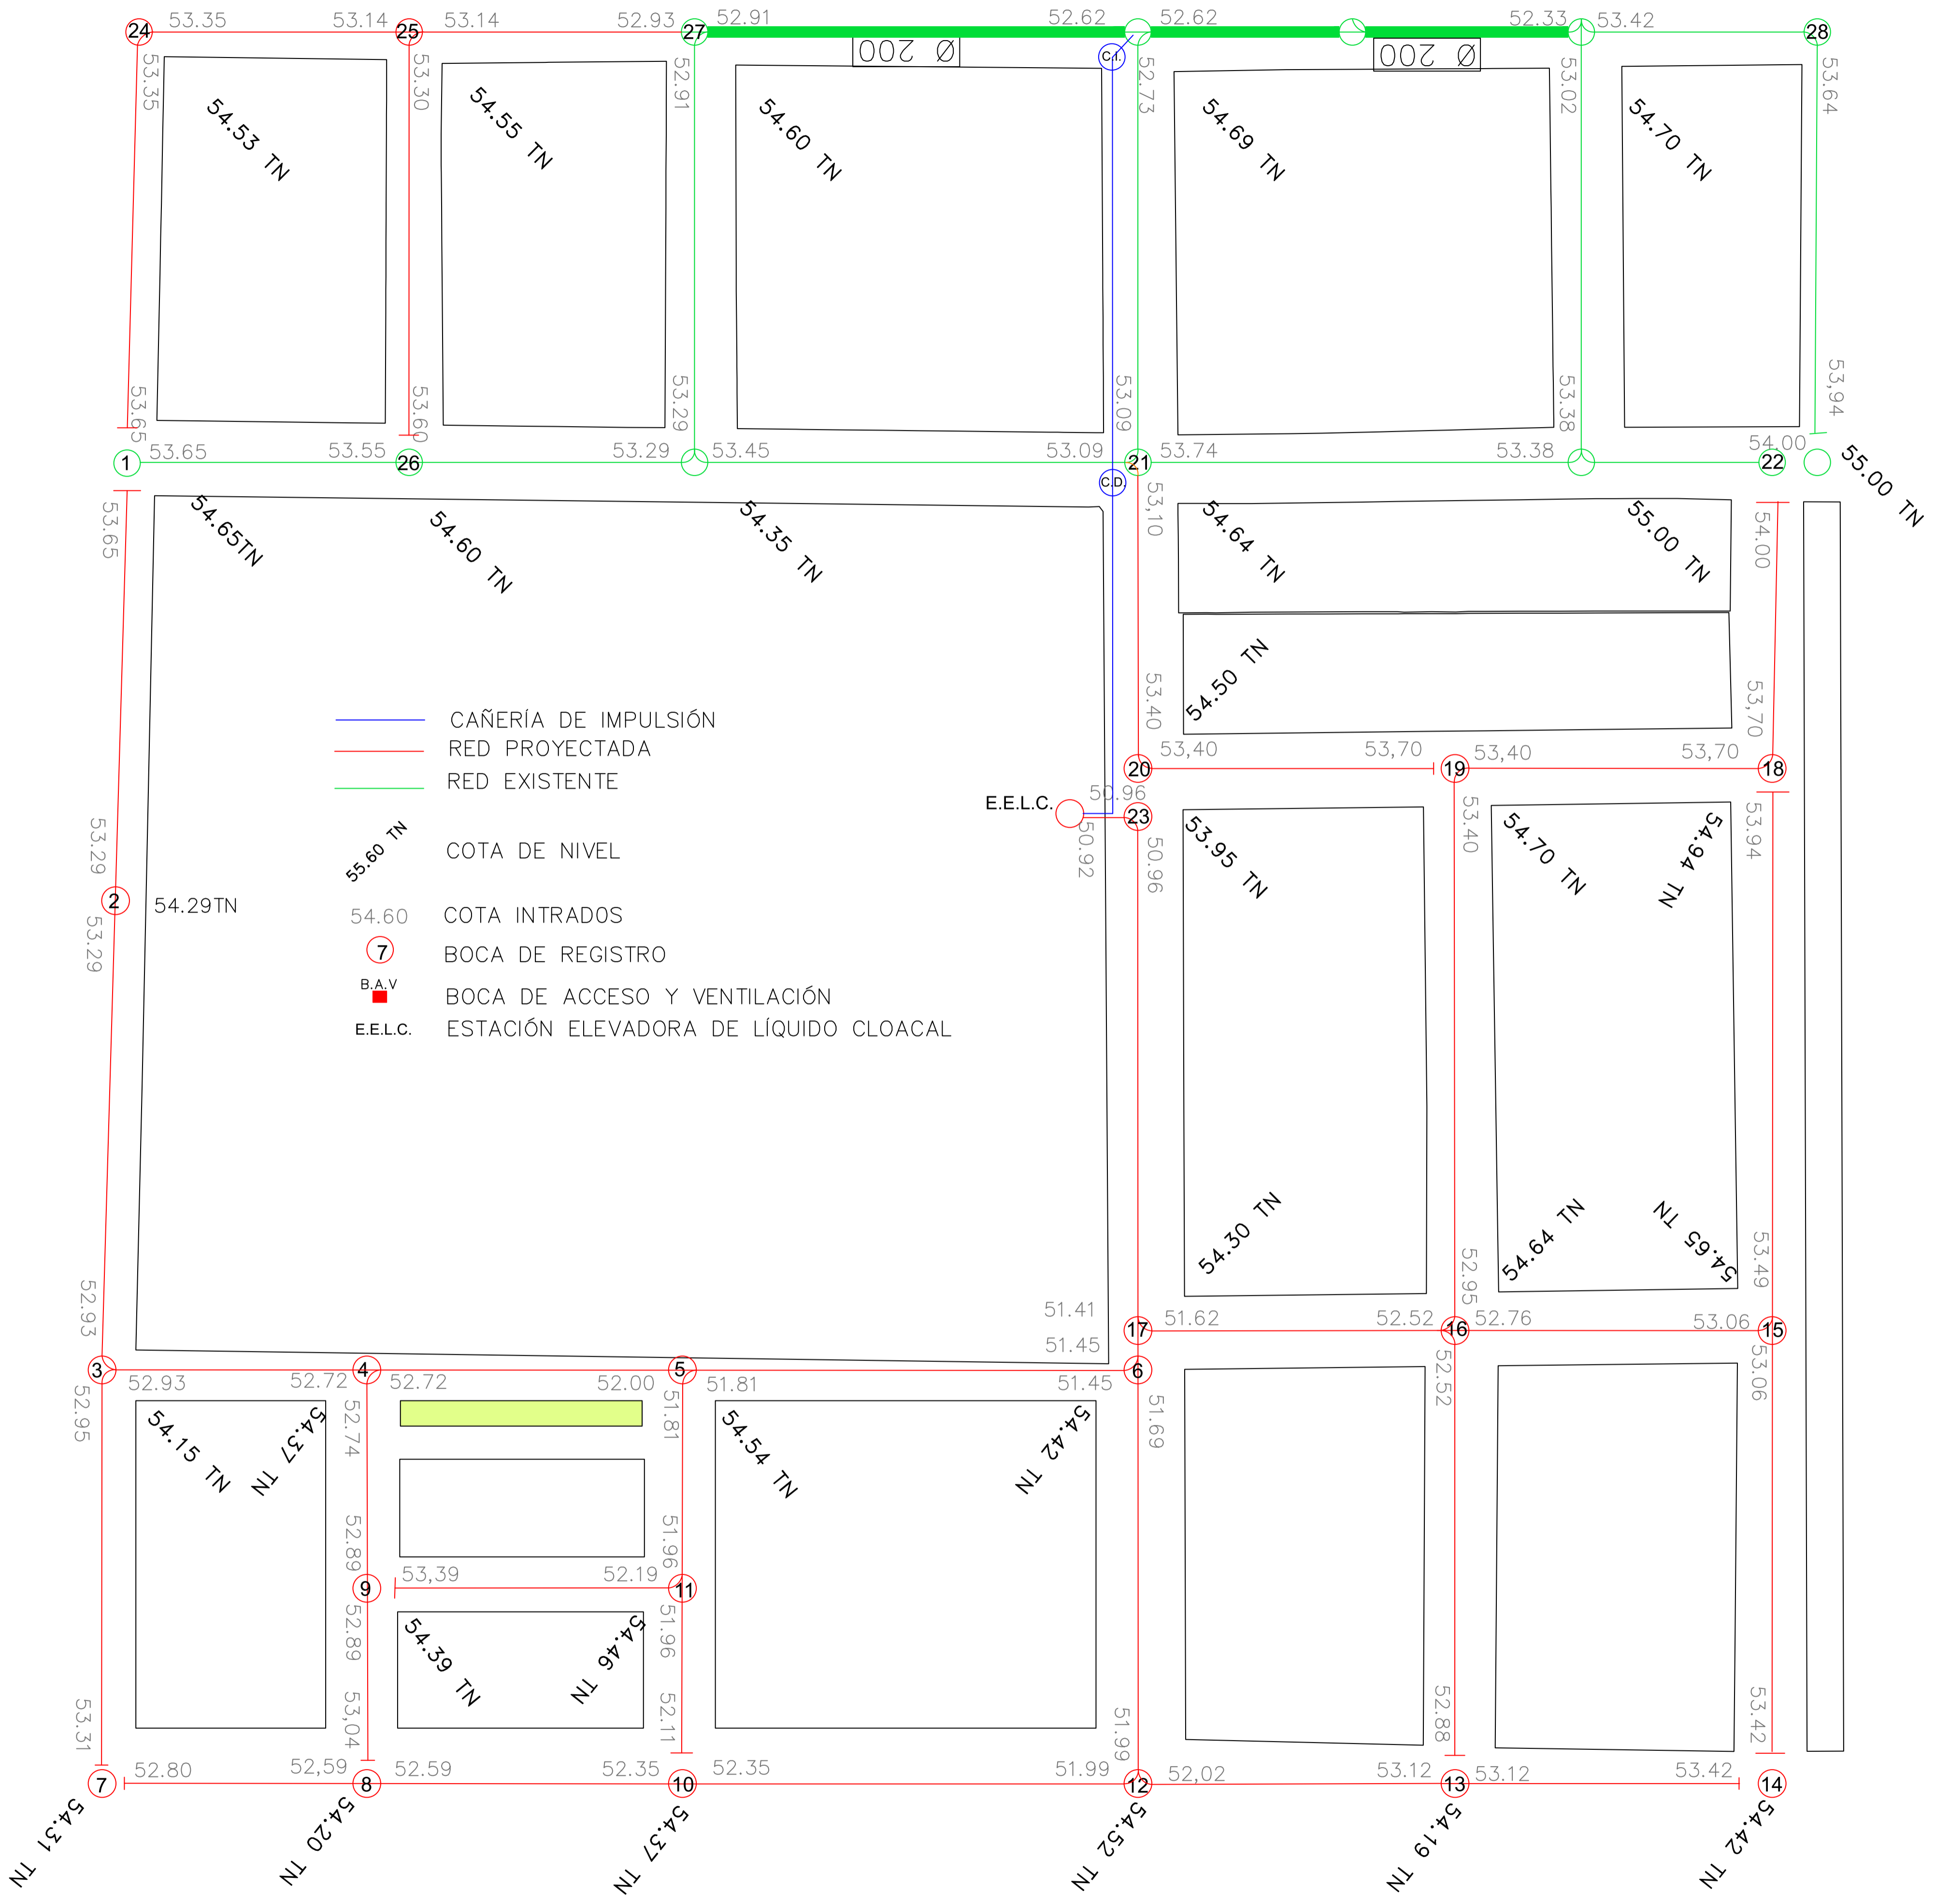 24 53.35 53.14 25 53.14 52.93 27 52.91 52.62 52.62 52.33 53.42 28
Ø 200 C.I. Ø 200
53.35 53.30 52.91 52.73 53.02 53.64
54.53 TN 54.55 TN 54.60 TN 54.69 TN 54.70 TN
53.65 53.60 53.29 53.09 53.38 53,94
1 53.65 53.55 26 53.29 53.45 53.09 21 53.74 53.38 54.00 22
55.00 TN
C.D.
53.65 54.65TN 54.60 TN 54.35 TN 53,10 54.64 TN 55.00 TN 54.00
54.50 TN
53.40 53,70
CAÑERÍA DE IMPULSIÓN
RED PROYECTADA
RED EXISTENTE
20 53,40 53,70 19 53,40 53,70 18
E.E.L.C. 50.96 23
50.92 50.96 53.95 TN 53.40 54.70 TN 54.94 TN 53.94
55.60 TN COTA DE NIVEL
53.29
2 54.29TN
53.29
54.60 COTA INTRADOS
7 BOCA DE REGISTRO
B.A.V
BOCA DE ACCESO Y VENTILACIÓN
E.E.L.C. ESTACIÓN ELEVADORA DE LÍQUIDO CLOACAL
54.30 TN 54.64 TN 54.65 TN
52.93 52.95 53.49
51.41
17 51.62 52.52 16 52.76 53.06 15
51.45
3 4 5 6
52.93 52.72 52.72 52.00 51.81 51.45
52.95 52.74 51.81 51.69 52.52 53.06
54.15 TN 54.37 TN 54.54 TN 54.42 TN
52.89 51.96
9 53,39 52.19 11
52.89 51.96
54.39 TN 54.46 TN
53.31 53,04 52.11 51.99 52.88 53.42
7 52.80 52,59 8 52.59 52.35 10 52.35 51.99 12 52,02 53.12 13 53.12 53.42 14
54.31 TN 54.20 TN 54.37 TN 54.52 TN 54.19 TN 54.42 TN